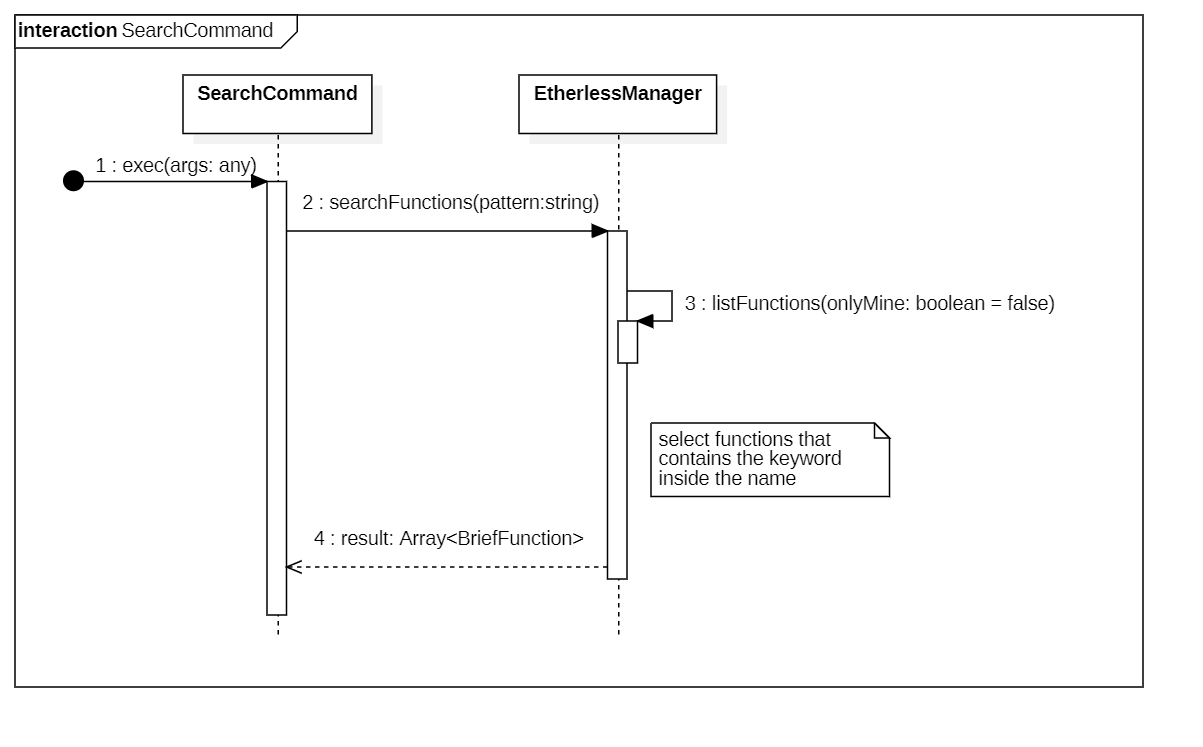 interaction SearchCommand
SearchCommand
EtherlessManager
1 : exec(args: any)
2 : searchFunctions(pattern:string)
3 : listFunctions(onlyMine: boolean = false)
select functions that
contains the keyword
inside the name
4 : result: Array<BriefFunction>